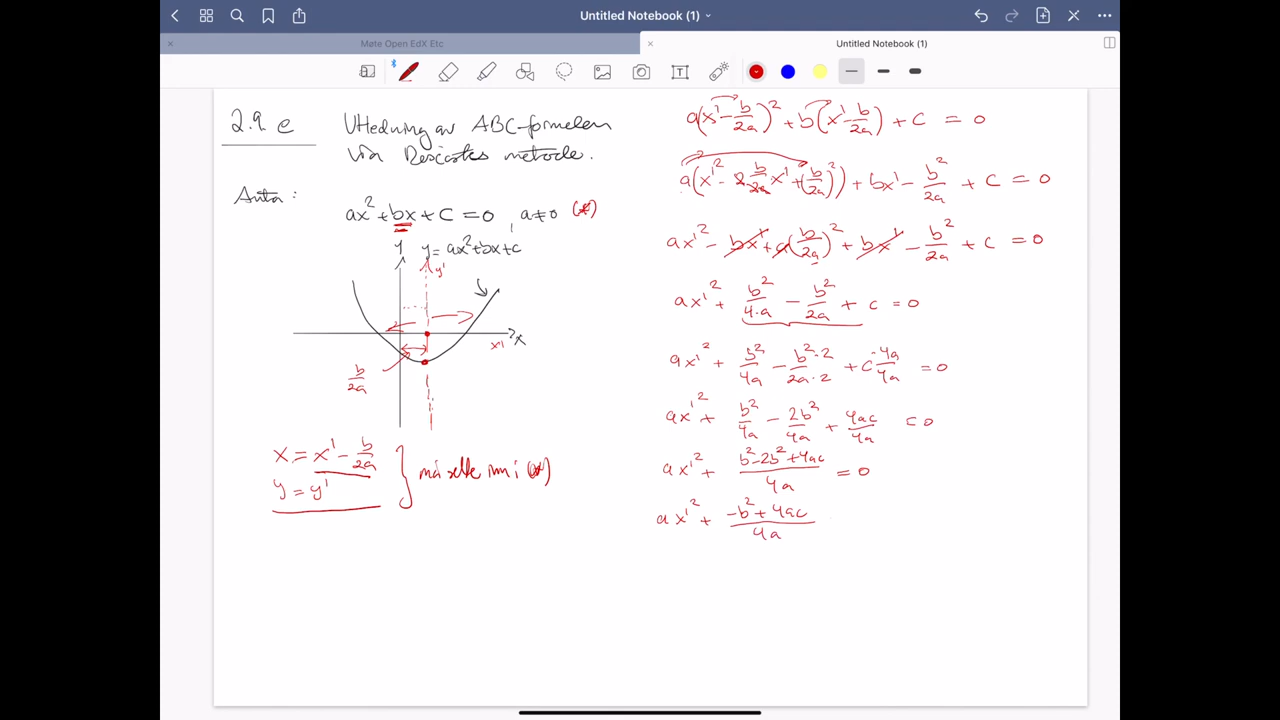 Untitled Notebook (1)
Møte Open EdX Etc
Untitled Notebook (1)
2.9. e
Utledning av ABC-formelen
via Descartes metode.
Anta:
ax² + bx + c = 0 , a ≠ 0 (*)
y
y = ax² + bx + c
y'
x' x
b/2a
x = x' - b/2a
y = y'
må sette inn i (*)
a(x' - b/2a)² + b(x' - b/2a) + c = 0
a(x'² - 2 b/2a x' + (b/2a)²) + bx' - b²/2a + c = 0
ax'² - bx' + a(b/2a)² + bx' - b²/2a + c = 0
ax'² + b²/4·a - b²/2a + c = 0
ax'² + b²/4a - b²·2/2a·2 + c·4a/4a = 0
ax'² + b²/4a - 2b²/4a + 4ac/4a = 0
ax'² + b²-2b²+4ac/4a = 0
ax'² + -b²+4ac/4a